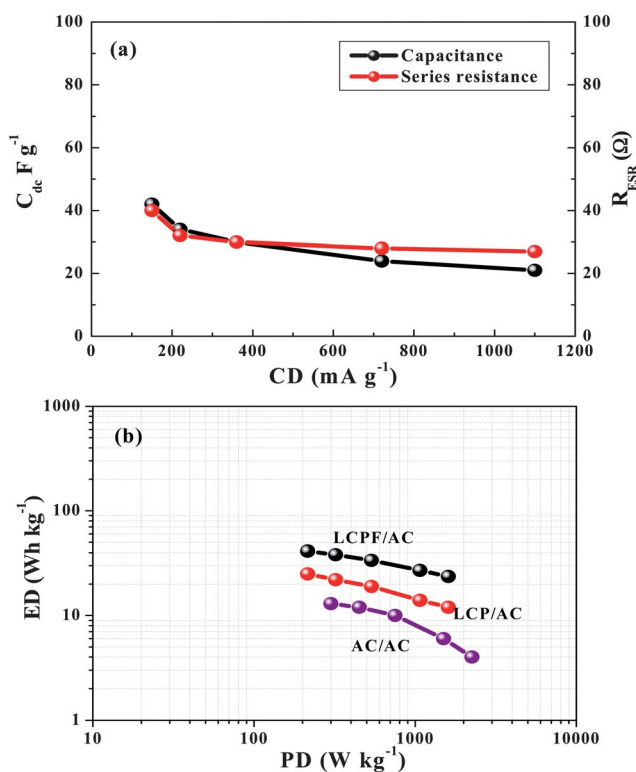 (a)
Capacitance
Series resistance
100
80
60
40
20
0
C_dc F g⁻¹
100
80
60
40
20
0
R_ESR (Ω)
0 200 400 600 800 1000 1200
CD (mA g⁻¹)
(b)
1000
100
10
1
ED (Wh kg⁻¹)
LCPF/AC
LCP/AC
AC/AC
10 100 1000 10000
PD (W kg⁻¹)